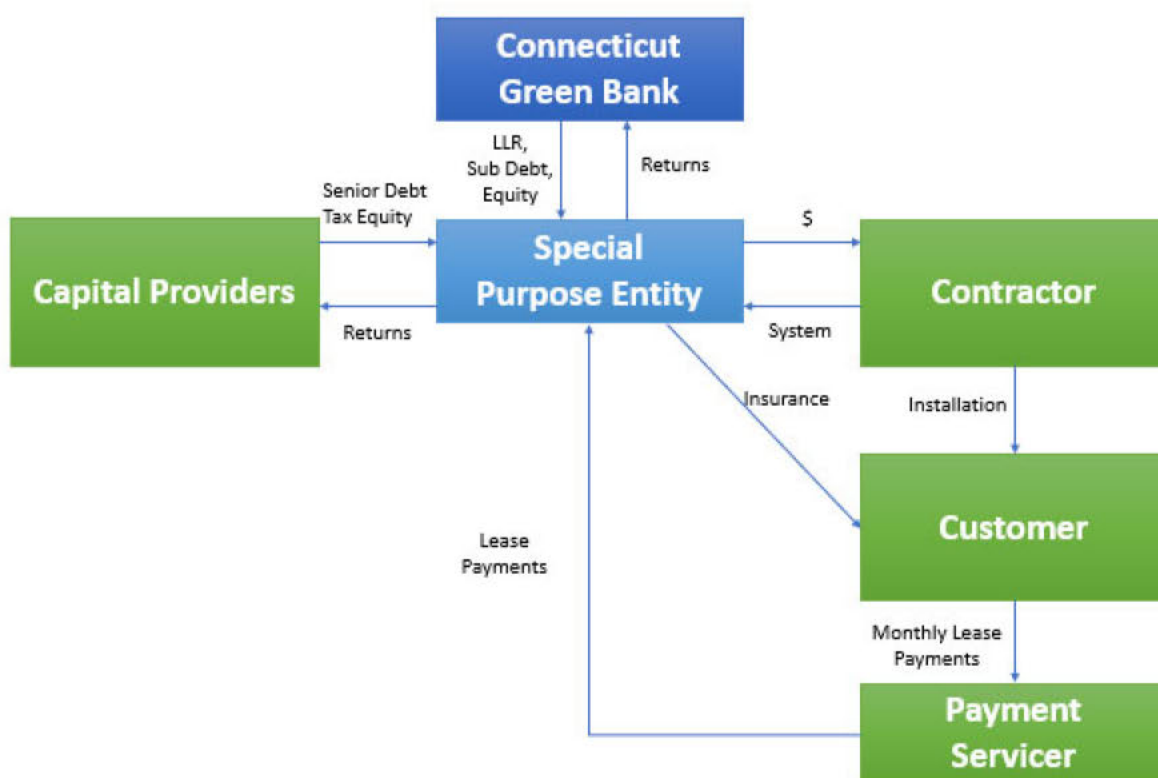 Connecticut
Green Bank
LLR,
Sub Debt,
Equity
Returns
Senior Debt
Tax Equity
$
Capital Providers
Special
Purpose Entity
Contractor
Returns
System
Insurance
Installation
Customer
Lease
Payments
Monthly Lease
Payments
Payment
Servicer